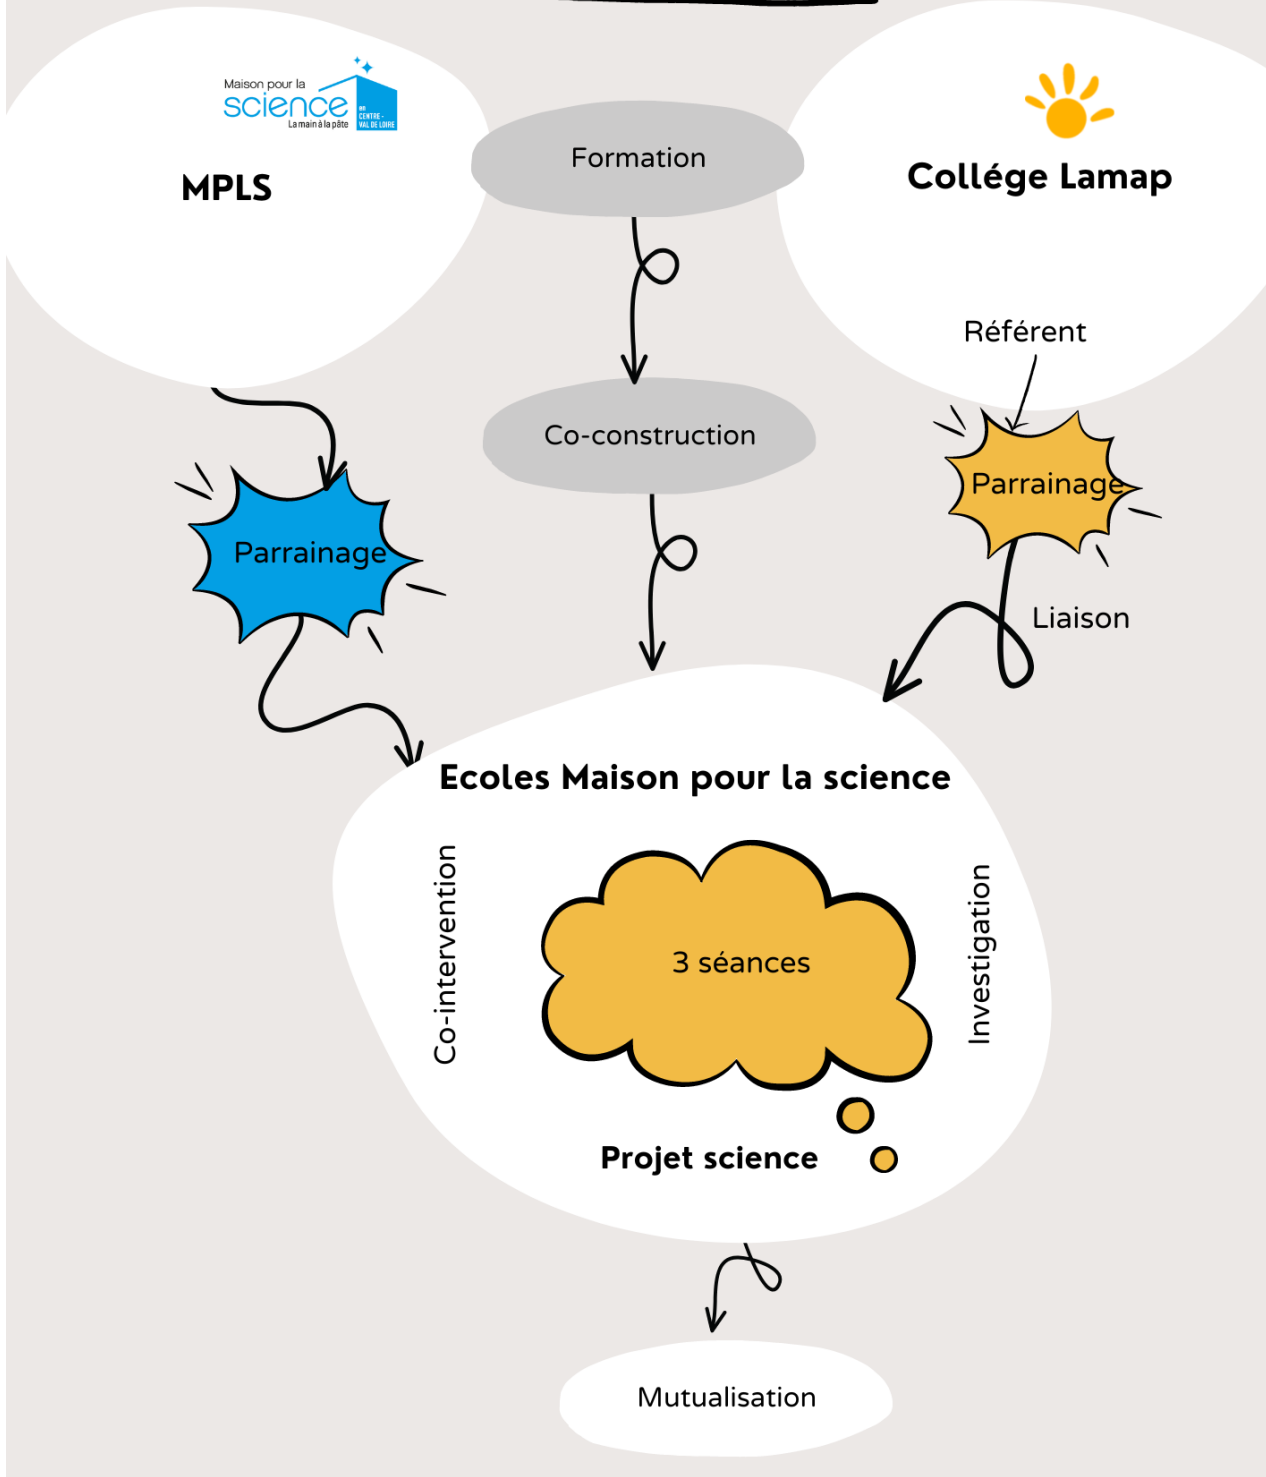 Maison pour la
science
La main à la pâte
en
CENTRE -
VAL DE LOIRE
MPLS
Formation
Collége Lamap
Référent
Co-construction
Parrainage
Parrainage
Liaison
Ecoles Maison pour la science
Co-intervention
3 séances
Investigation
Projet science
Mutualisation